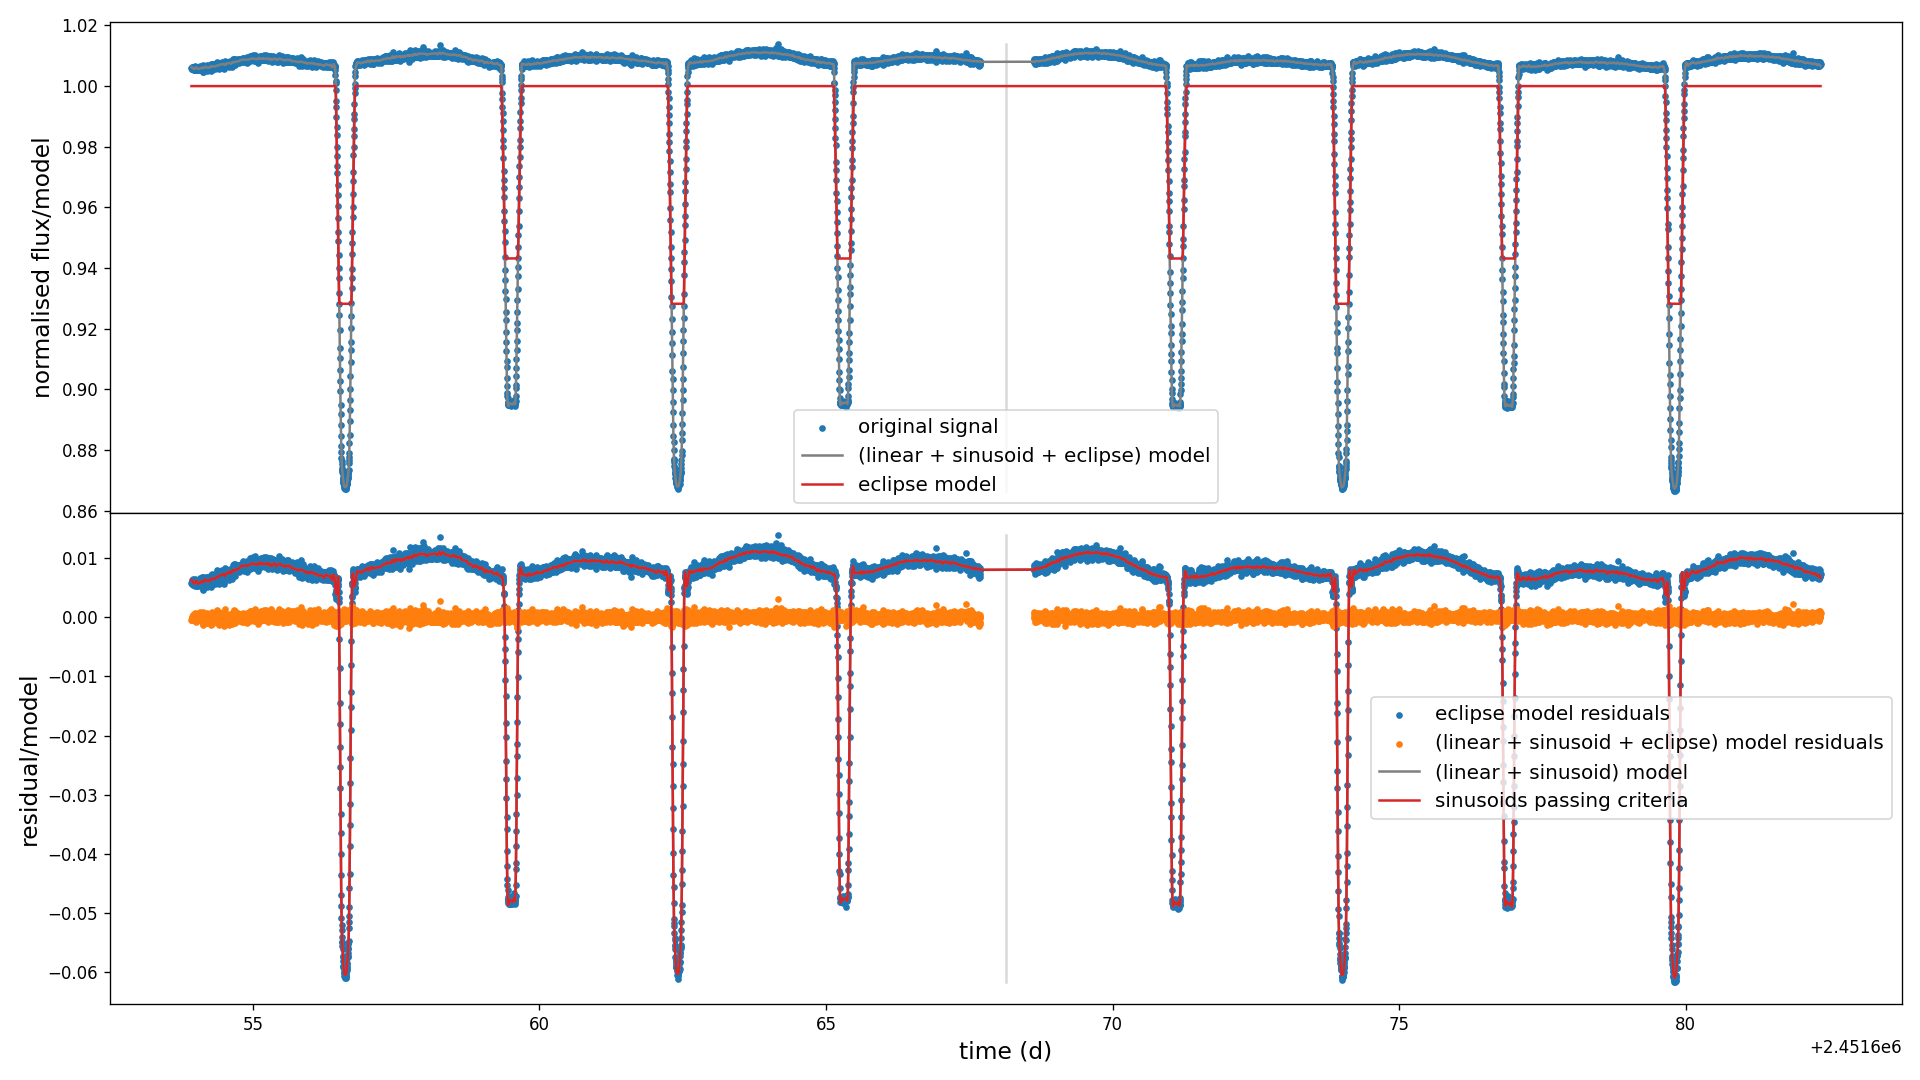 1.02
1.00
0.98
0.96
0.94
0.92
0.90
0.88
0.86
normalised flux/model
original signal
(linear + sinusoid + eclipse) model
eclipse model
0.01
0.00
−0.01
−0.02
−0.03
−0.04
−0.05
−0.06
residual/model
eclipse model residuals
(linear + sinusoid + eclipse) model residuals
(linear + sinusoid) model
sinusoids passing criteria
55 60 65 70 75 80
time (d)
+2.4516e6